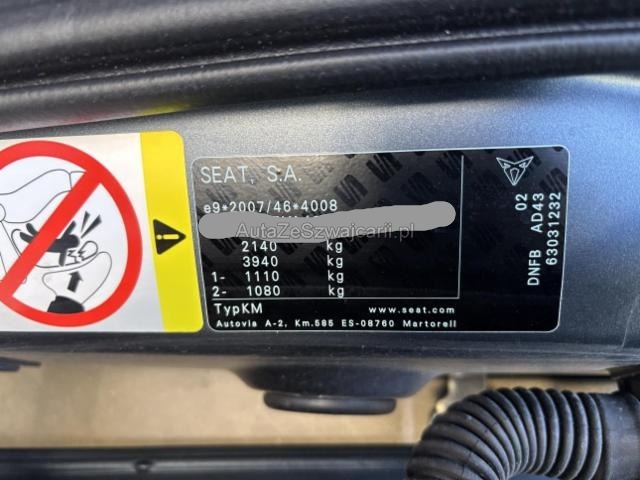 SEAT, S.A.
e9*2007/46*4008
AutaZeSzwajcarii.pl
2140 kg
3940 kg
1- 1110 kg
2- 1080 kg
TypKM www.seat.com
Autovia A-2, Km.585 ES-08760 Martorell
02
DNFB AD43
63031232